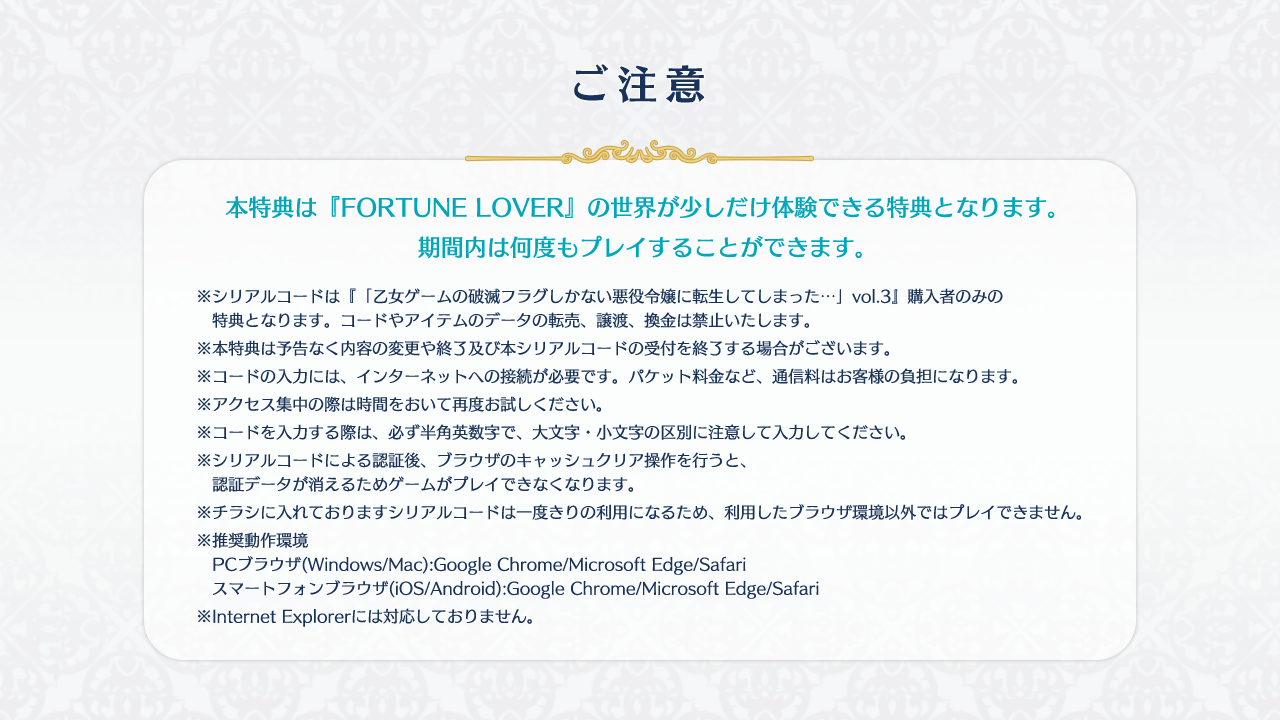 ご注意
本特典は『FORTUNE LOVER』の世界が少しだけ体験できる特典となります。
期間内は何度もプレイすることができます。
※シリアルコードは『「乙女ゲームの破滅フラグしかない悪役令嬢に転生してしまった…」vol.3』購入者のみの
特典となります。コードやアイテムのデータの転売、譲渡、換金は禁止いたします。
※本特典は予告なく内容の変更や終了及び本シリアルコードの受付を終了する場合がございます。
※コードの入力には、インターネットへの接続が必要です。パケット料金など、通信料はお客様の負担になります。
※アクセス集中の際は時間をおいて再度お試しください。
※コードを入力する際は、必ず半角英数字で、大文字・小文字の区別に注意して入力してください。
※シリアルコードによる認証後、ブラウザのキャッシュクリア操作を行うと、
認証データが消えるためゲームがプレイできなくなります。
※チラシに入れておりますシリアルコードは一度きりの利用になるため、利用したブラウザ環境以外ではプレイできません。
※推奨動作環境
PCブラウザ(Windows/Mac):Google Chrome/Microsoft Edge/Safari
スマートフォンブラウザ(iOS/Android):Google Chrome/Microsoft Edge/Safari
※Internet Explorerには対応しておりません。